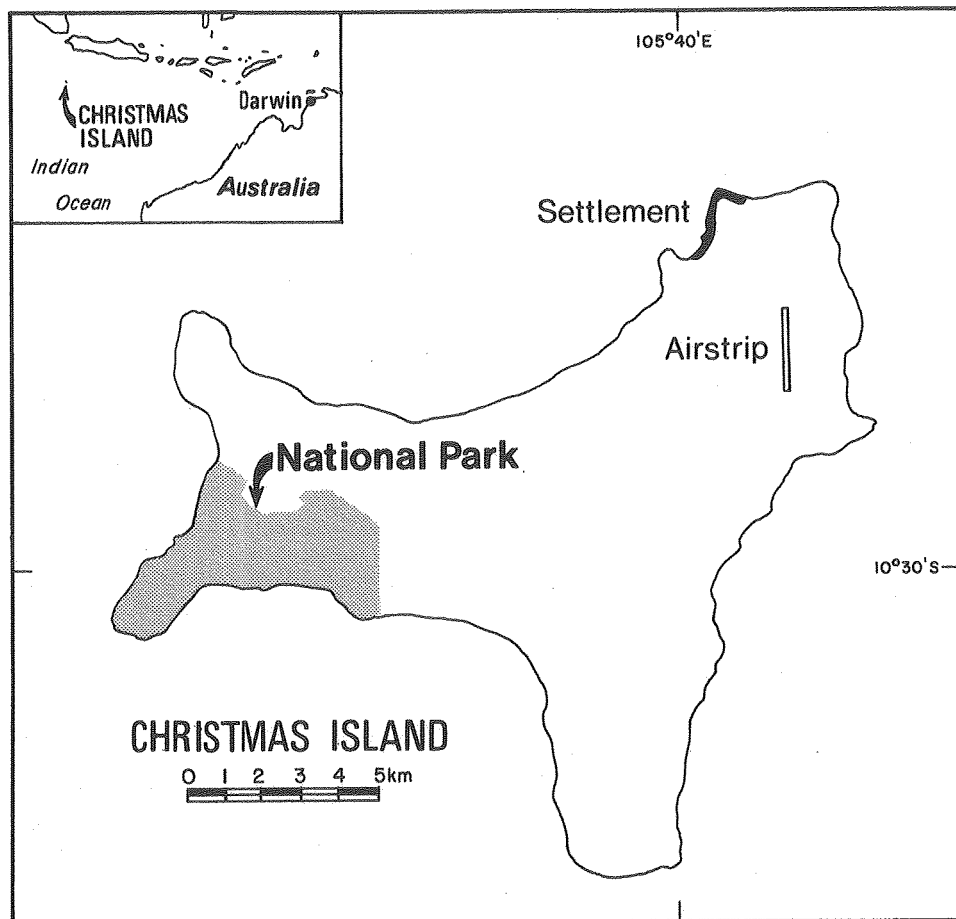 105°40'E
Darwin
CHRISTMAS
ISLAND
Indian
Ocean
Australia
Settlement
Airstrip
National Park
10°30'S
CHRISTMAS ISLAND
0 1 2 3 4 5km